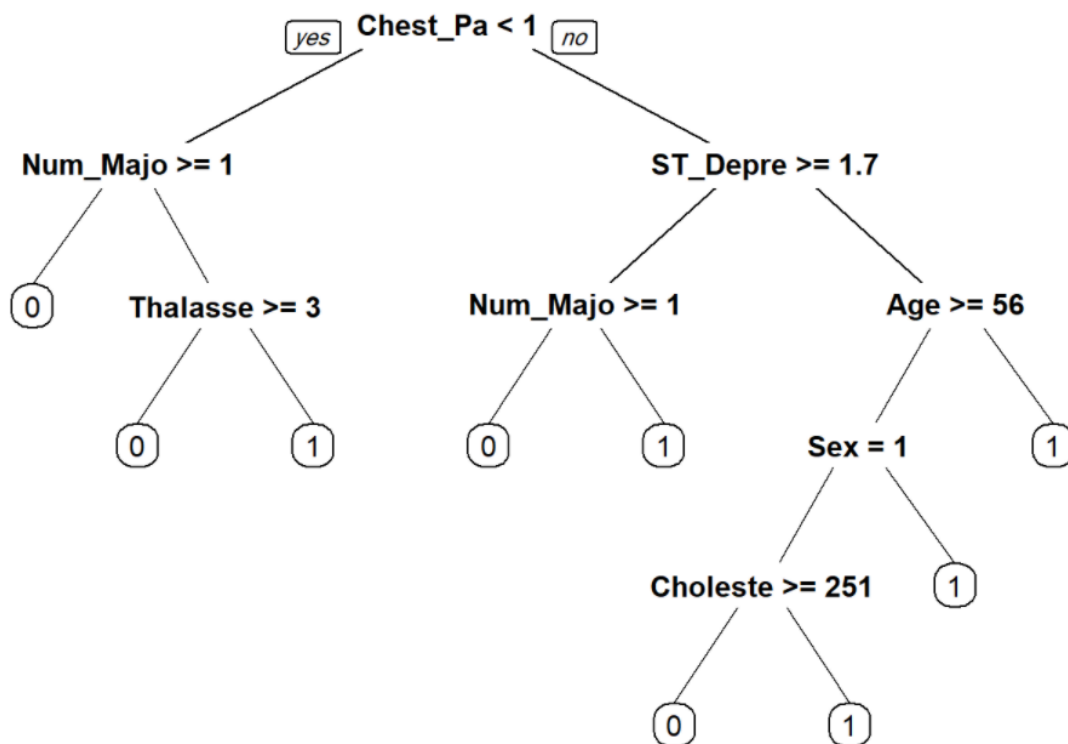 yes Chest_Pa < 1 no
Num_Majo >= 1 ST_Depre >= 1.7
0 Thalasse >= 3 Num_Majo >= 1 Age >= 56
0 1 0 1 Sex = 1 1
Choleste >= 251 1
0 1